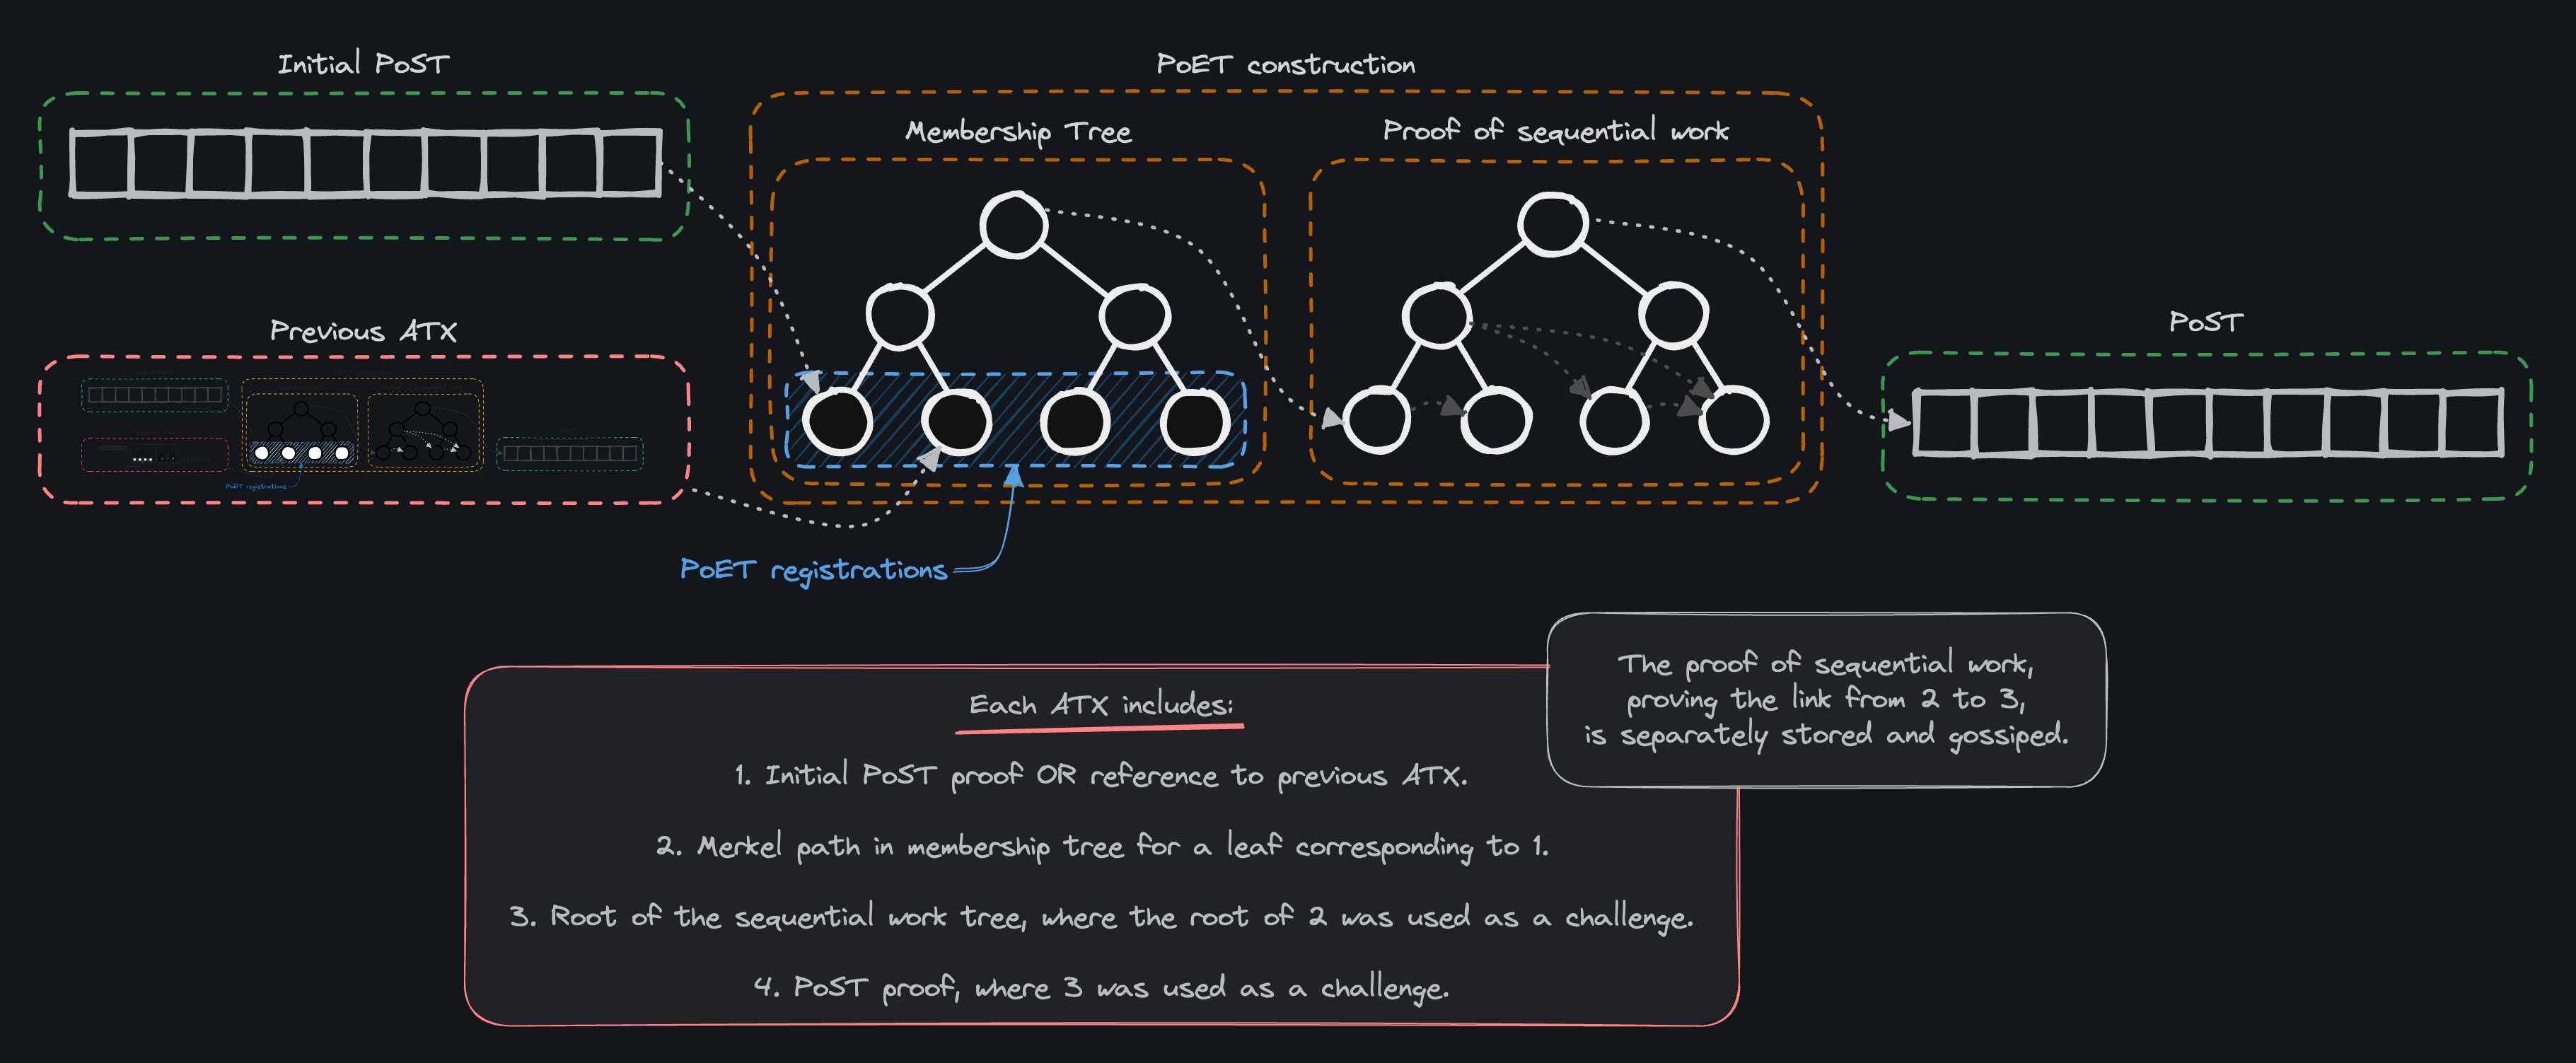 Initial PoST
PoET construction
Membership Tree
Proof of sequential work
Previous ATX
PoST
PoET registrations
PoET registrations
The proof of sequential work,
proving the link from 2 to 3,
is separately stored and gossiped.
Each ATX includes:
1. Initial PoST proof OR reference to previous ATX.
2. Merkel path in membership tree for a leaf corresponding to 1.
3. Root of the sequential work tree, where the root of 2 was used as a challenge.
4. PoST proof, where 3 was used as a challenge.